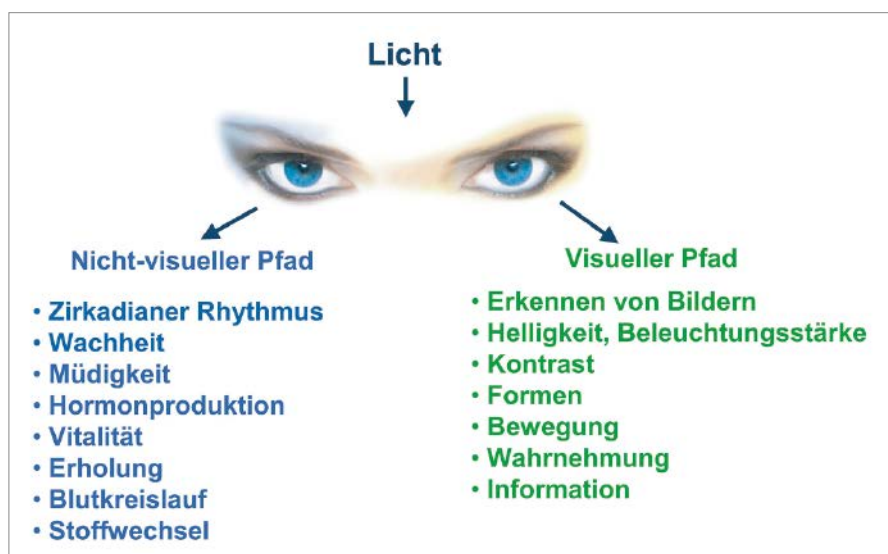 Licht
Nicht-visueller Pfad
• Zirkadianer Rhythmus
• Wachheit
• Müdigkeit
• Hormonproduktion
• Vitalität
• Erholung
• Blutkreislauf
• Stoffwechsel
Visueller Pfad
• Erkennen von Bildern
• Helligkeit, Beleuchtungsstärke
• Kontrast
• Formen
• Bewegung
• Wahrnehmung
• Information